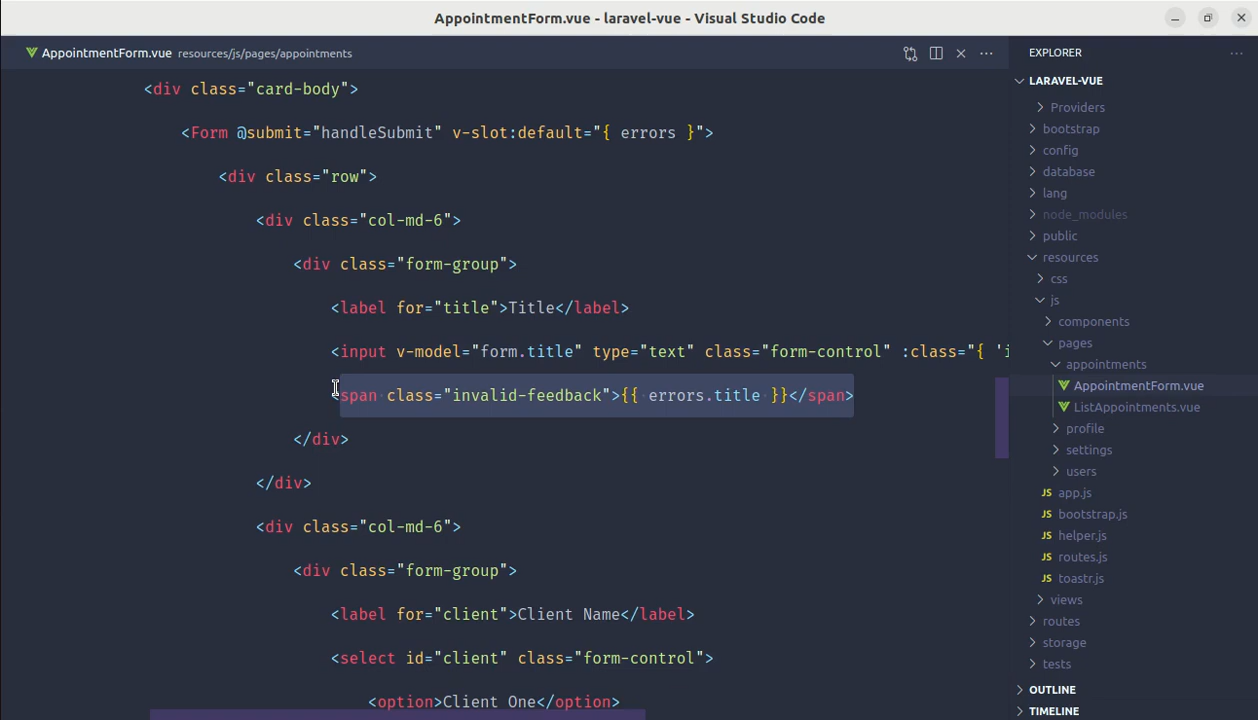 AppointmentForm.vue - laravel-vue - Visual Studio Code
AppointmentForm.vue resources/js/pages/appointments
<div class="card-body">
<Form @submit="handleSubmit" v-slot:default="{ errors }">
<div class="row">
<div class="col-md-6">
<div class="form-group">
<label for="title">Title</label>
<input v-model="form.title" type="text" class="form-control" :class="{ 'i
<span class="invalid-feedback">{{ errors.title }}</span>
</div>
</div>
<div class="col-md-6">
<div class="form-group">
<label for="client">Client Name</label>
<select id="client" class="form-control">
<option>Client One</option>
EXPLORER
LARAVEL-VUE
Providers
bootstrap
config
database
lang
node_modules
public
resources
css
js
components
pages
appointments
AppointmentForm.vue
ListAppointments.vue
profile
settings
users
JS app.js
JS bootstrap.js
JS helper.js
JS routes.js
JS toastr.js
views
routes
storage
tests
OUTLINE
TIMELINE